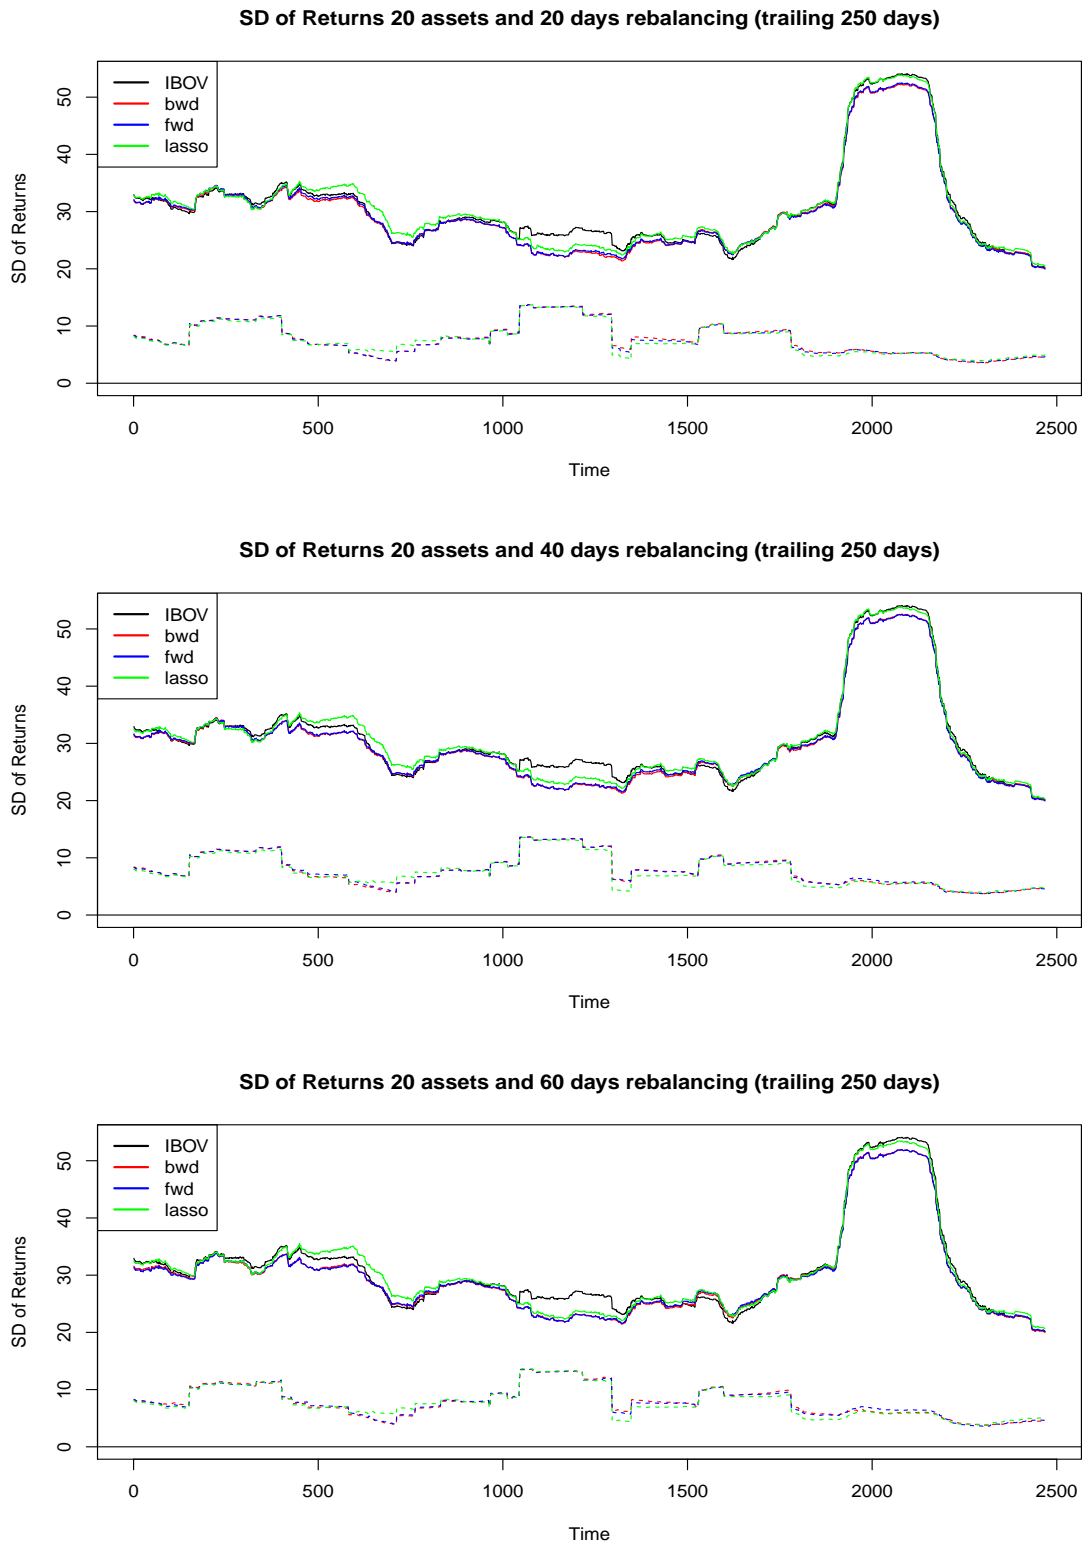 SD of Returns 20 assets and 20 days rebalancing (trailing 250 days)
IBOV
bwd
fwd
lasso
SD of Returns
0 10 20 30 40 50
0 500 1000 1500 2000 2500
Time
SD of Returns 20 assets and 40 days rebalancing (trailing 250 days)
IBOV
bwd
fwd
lasso
SD of Returns
0 10 20 30 40 50
0 500 1000 1500 2000 2500
Time
SD of Returns 20 assets and 60 days rebalancing (trailing 250 days)
IBOV
bwd
fwd
lasso
SD of Returns
0 10 20 30 40 50
0 500 1000 1500 2000 2500
Time